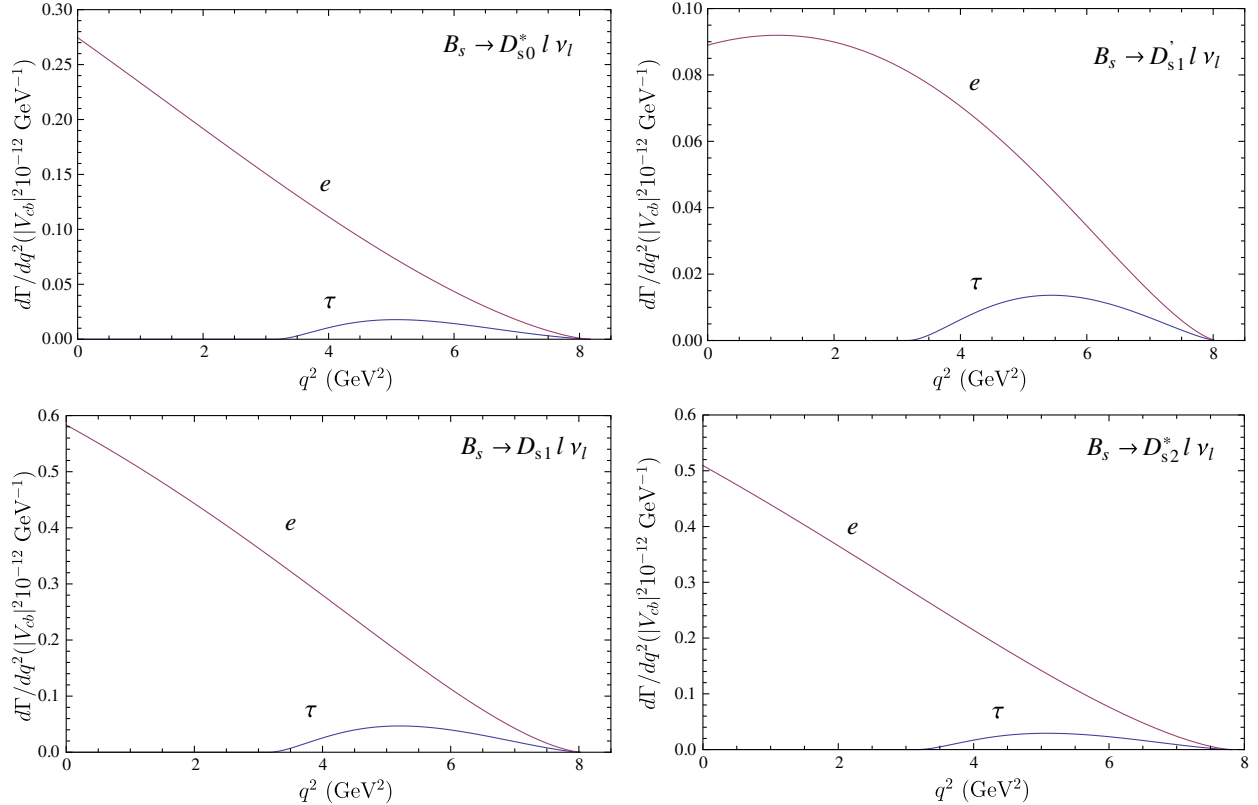 B_s → D*_s0 l ν_l
dΓ/dq² (|V_cb|² 10⁻¹² GeV⁻¹)
0.30
0.25
0.20
0.15
0.10
0.05
0.00
e
τ
0 2 4 6 8
q² (GeV²)
B_s → D'_s1 l ν_l
dΓ/dq² (|V_cb|² 10⁻¹² GeV⁻¹)
0.10
0.08
0.06
0.04
0.02
0.00
e
τ
0 2 4 6 8
q² (GeV²)
B_s → D_s1 l ν_l
dΓ/dq² (|V_cb|² 10⁻¹² GeV⁻¹)
0.6
0.5
0.4
0.3
0.2
0.1
0.0
e
τ
0 2 4 6 8
q² (GeV²)
B_s → D*_s2 l ν_l
dΓ/dq² (|V_cb|² 10⁻¹² GeV⁻¹)
0.6
0.5
0.4
0.3
0.2
0.1
0.0
e
τ
0 2 4 6 8
q² (GeV²)